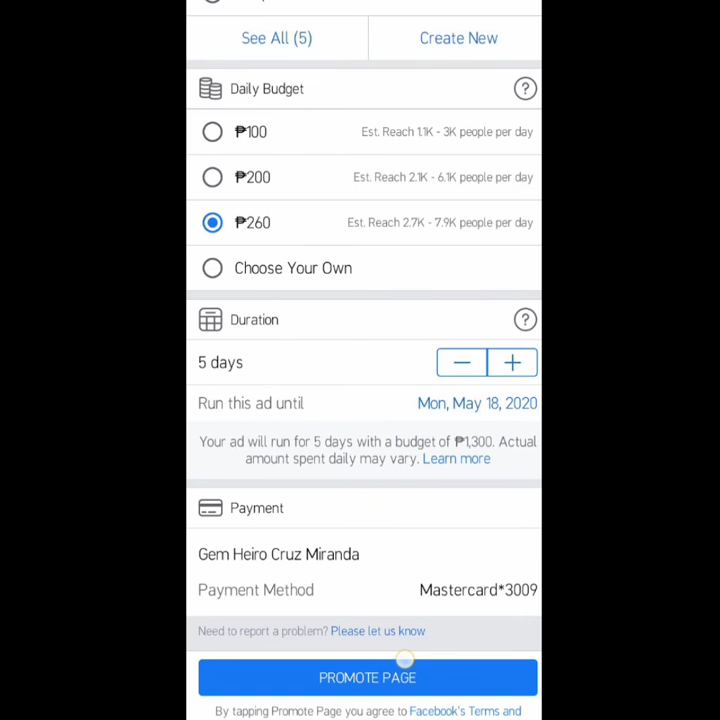 See All (5)
Create New
Daily Budget
?
₱100
Est. Reach 1.1K - 3K people per day
₱200
Est. Reach 2.1K - 6.1K people per day
₱260
Est. Reach 2.7K - 7.9K people per day
Choose Your Own
Duration
?
5 days
Run this ad until
Mon, May 18, 2020
Your ad will run for 5 days with a budget of ₱1,300. Actual
amount spent daily may vary. Learn more
Payment
Gem Heiro Cruz Miranda
Payment Method
Mastercard*3009
Need to report a problem? Please let us know
PROMOTE PAGE
By tapping Promote Page you agree to Facebook's Terms and